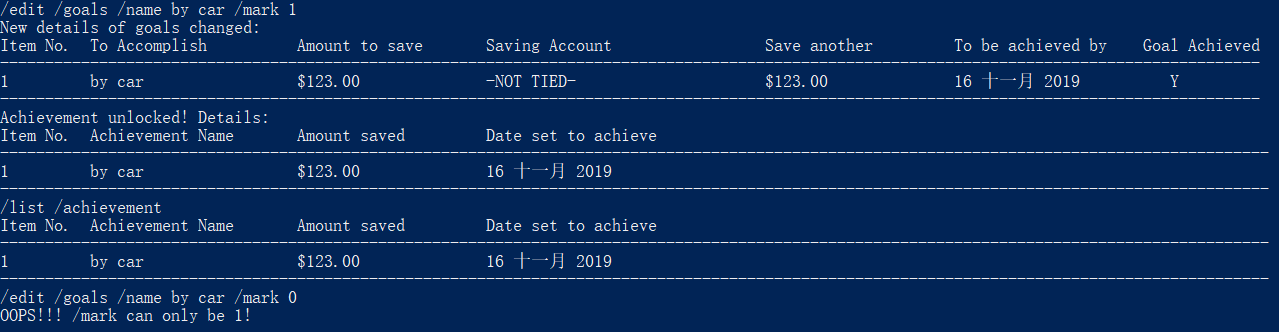 /edit /goals /name by car /mark 1
New details of goals changed:
Item No. To Accomplish Amount to save Saving Account Save another To be achieved by Goal Achieved
1 by car $123.00 -NOT TIED- $123.00 16 十一月 2019 Y
Achievement unlocked! Details:
Item No. Achievement Name Amount saved Date set to achieve
1 by car $123.00 16 十一月 2019
/list /achievement
Item No. Achievement Name Amount saved Date set to achieve
1 by car $123.00 16 十一月 2019
/edit /goals /name by car /mark 0
OOPS!!! /mark can only be 1!